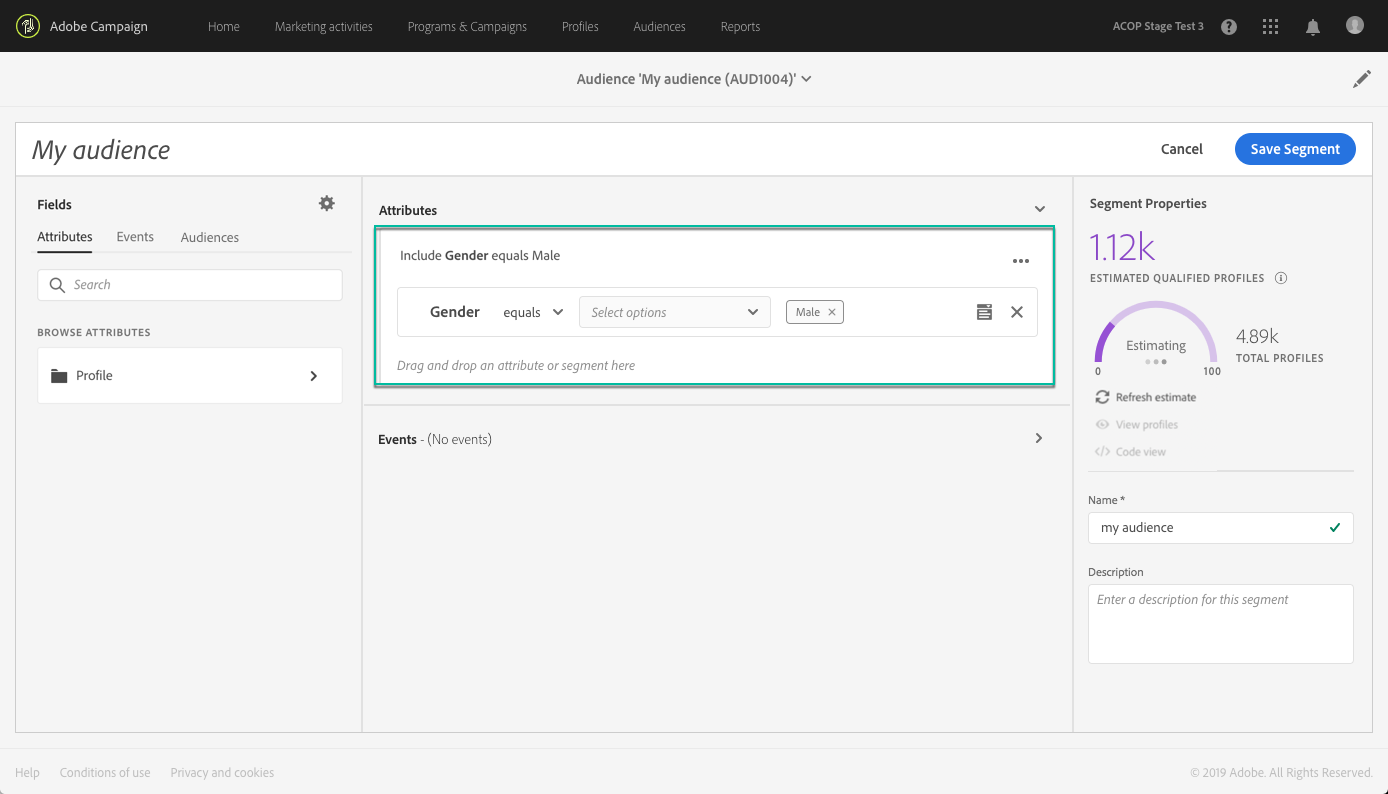 Adobe Campaign Home Marketing activities Programs & Campaigns Profiles Audiences Reports ACOP Stage Test 3
Audience 'My audience (AUD1004)'
My audience Cancel Save Segment
Fields
Attributes Events Audiences
Search
BROWSE ATTRIBUTES
Profile
Attributes
Include Gender equals Male
Gender equals Select options Male
Drag and drop an attribute or segment here
Events - (No events)
Segment Properties
1.12k
ESTIMATED QUALIFIED PROFILES
Estimating
0 100
4.89k
TOTAL PROFILES
Refresh estimate
View profiles
Code view
Name *
my audience
Description
Enter a description for this segment
Help Conditions of use Privacy and cookies © 2019 Adobe. All Rights Reserved.